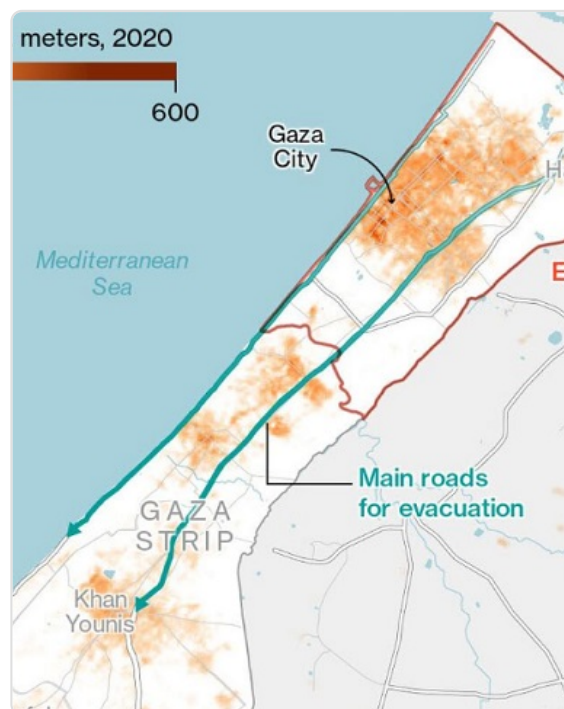 meters, 2020
600
Gaza
City
H
Mediterranean
Sea
E
Main roads
for evacuation
GAZA
STRIP
Khan
Younis